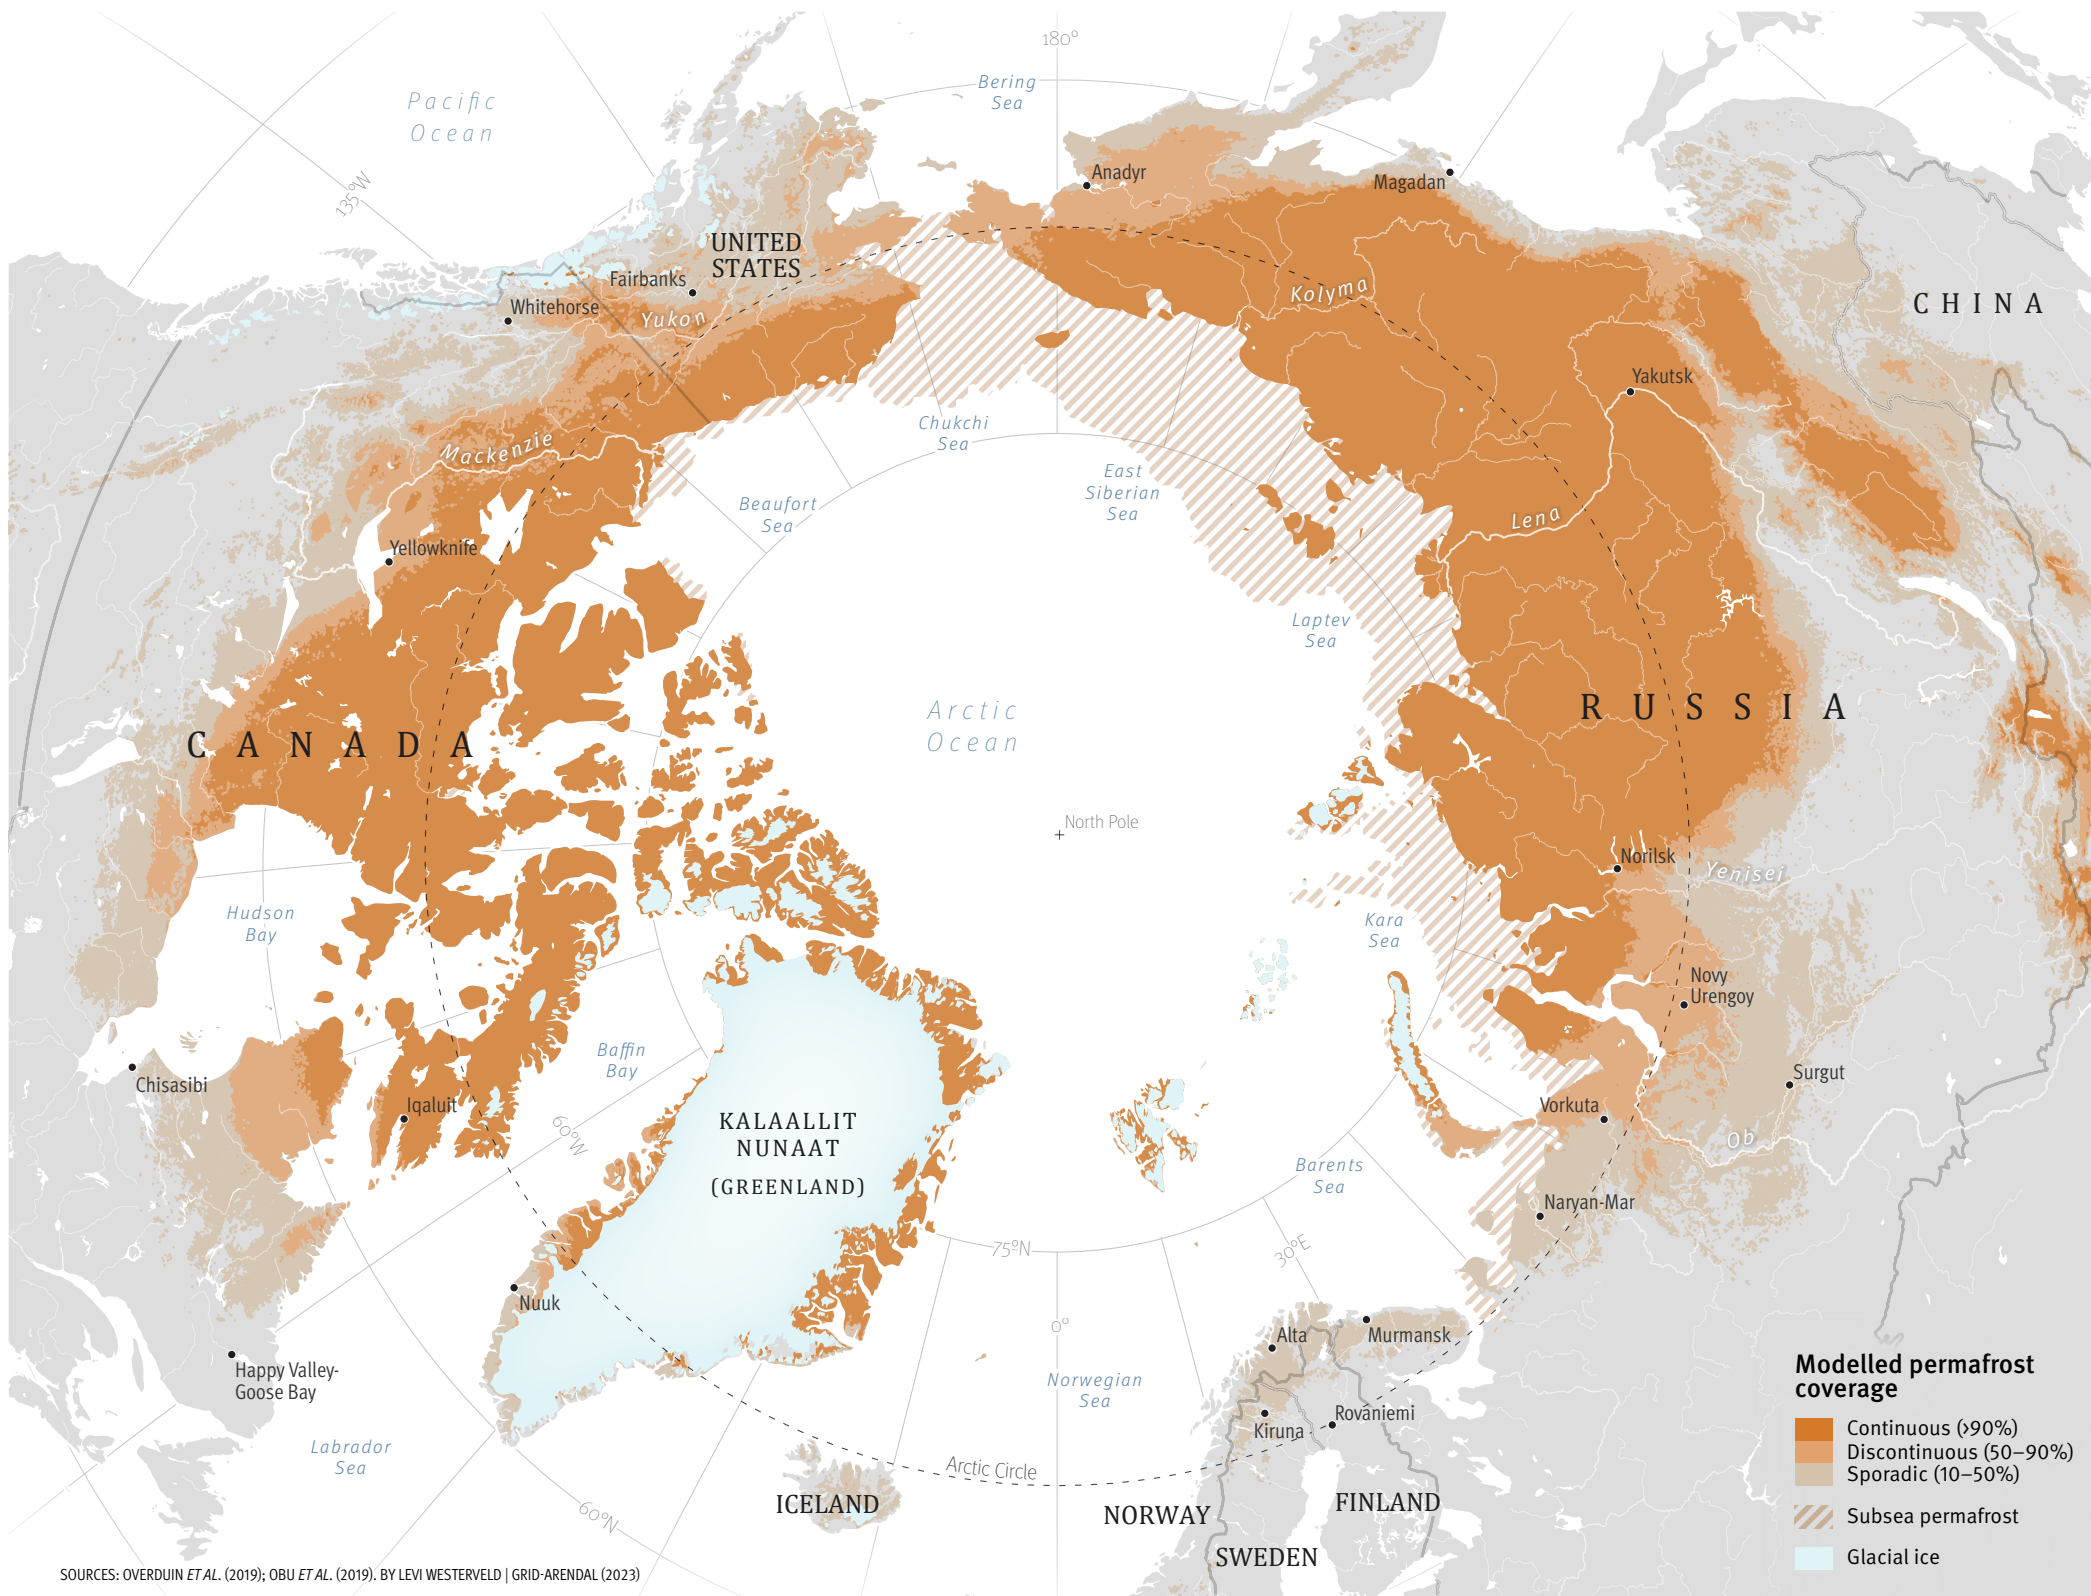 180°
Pacific
Ocean
Bering
Sea
135°W
Anadyr
Magadan
UNITED
STATES
Fairbanks
Whitehorse
Yukon
Kolyma
CHINA
Yakutsk
Chukchi
Sea
Mackenzie
East
Siberian
Sea
Beaufort
Sea
Lena
Yellowknife
Laptev
Sea
Arctic
Ocean
RUSSIA
CANADA
North Pole
Norilsk
Yenisei
Hudson
Bay
Kara
Sea
Novy
Urengoy
Baffin
Bay
Chisasibi
Surgut
Iqaluit
Vorkuta
60°W
KALAALLIT
NUNAAT
(GREENLAND)
Ob
Barents
Sea
Naryan-Mar
75°N
30°E
Nuuk
0°
Alta
Murmansk
Happy Valley-
Goose Bay
Norwegian
Sea
Kiruna
Rovaniemi
Labrador
Sea
Arctic Circle
60°N
ICELAND
NORWAY
FINLAND
SWEDEN
Modelled permafrost
coverage
Continuous (>90%)
Discontinuous (50–90%)
Sporadic (10–50%)
Subsea permafrost
Glacial ice
SOURCES: OVERDUIN ET AL. (2019); OBU ET AL. (2019). BY LEVI WESTERVELD | GRID-ARENDAL (2023)